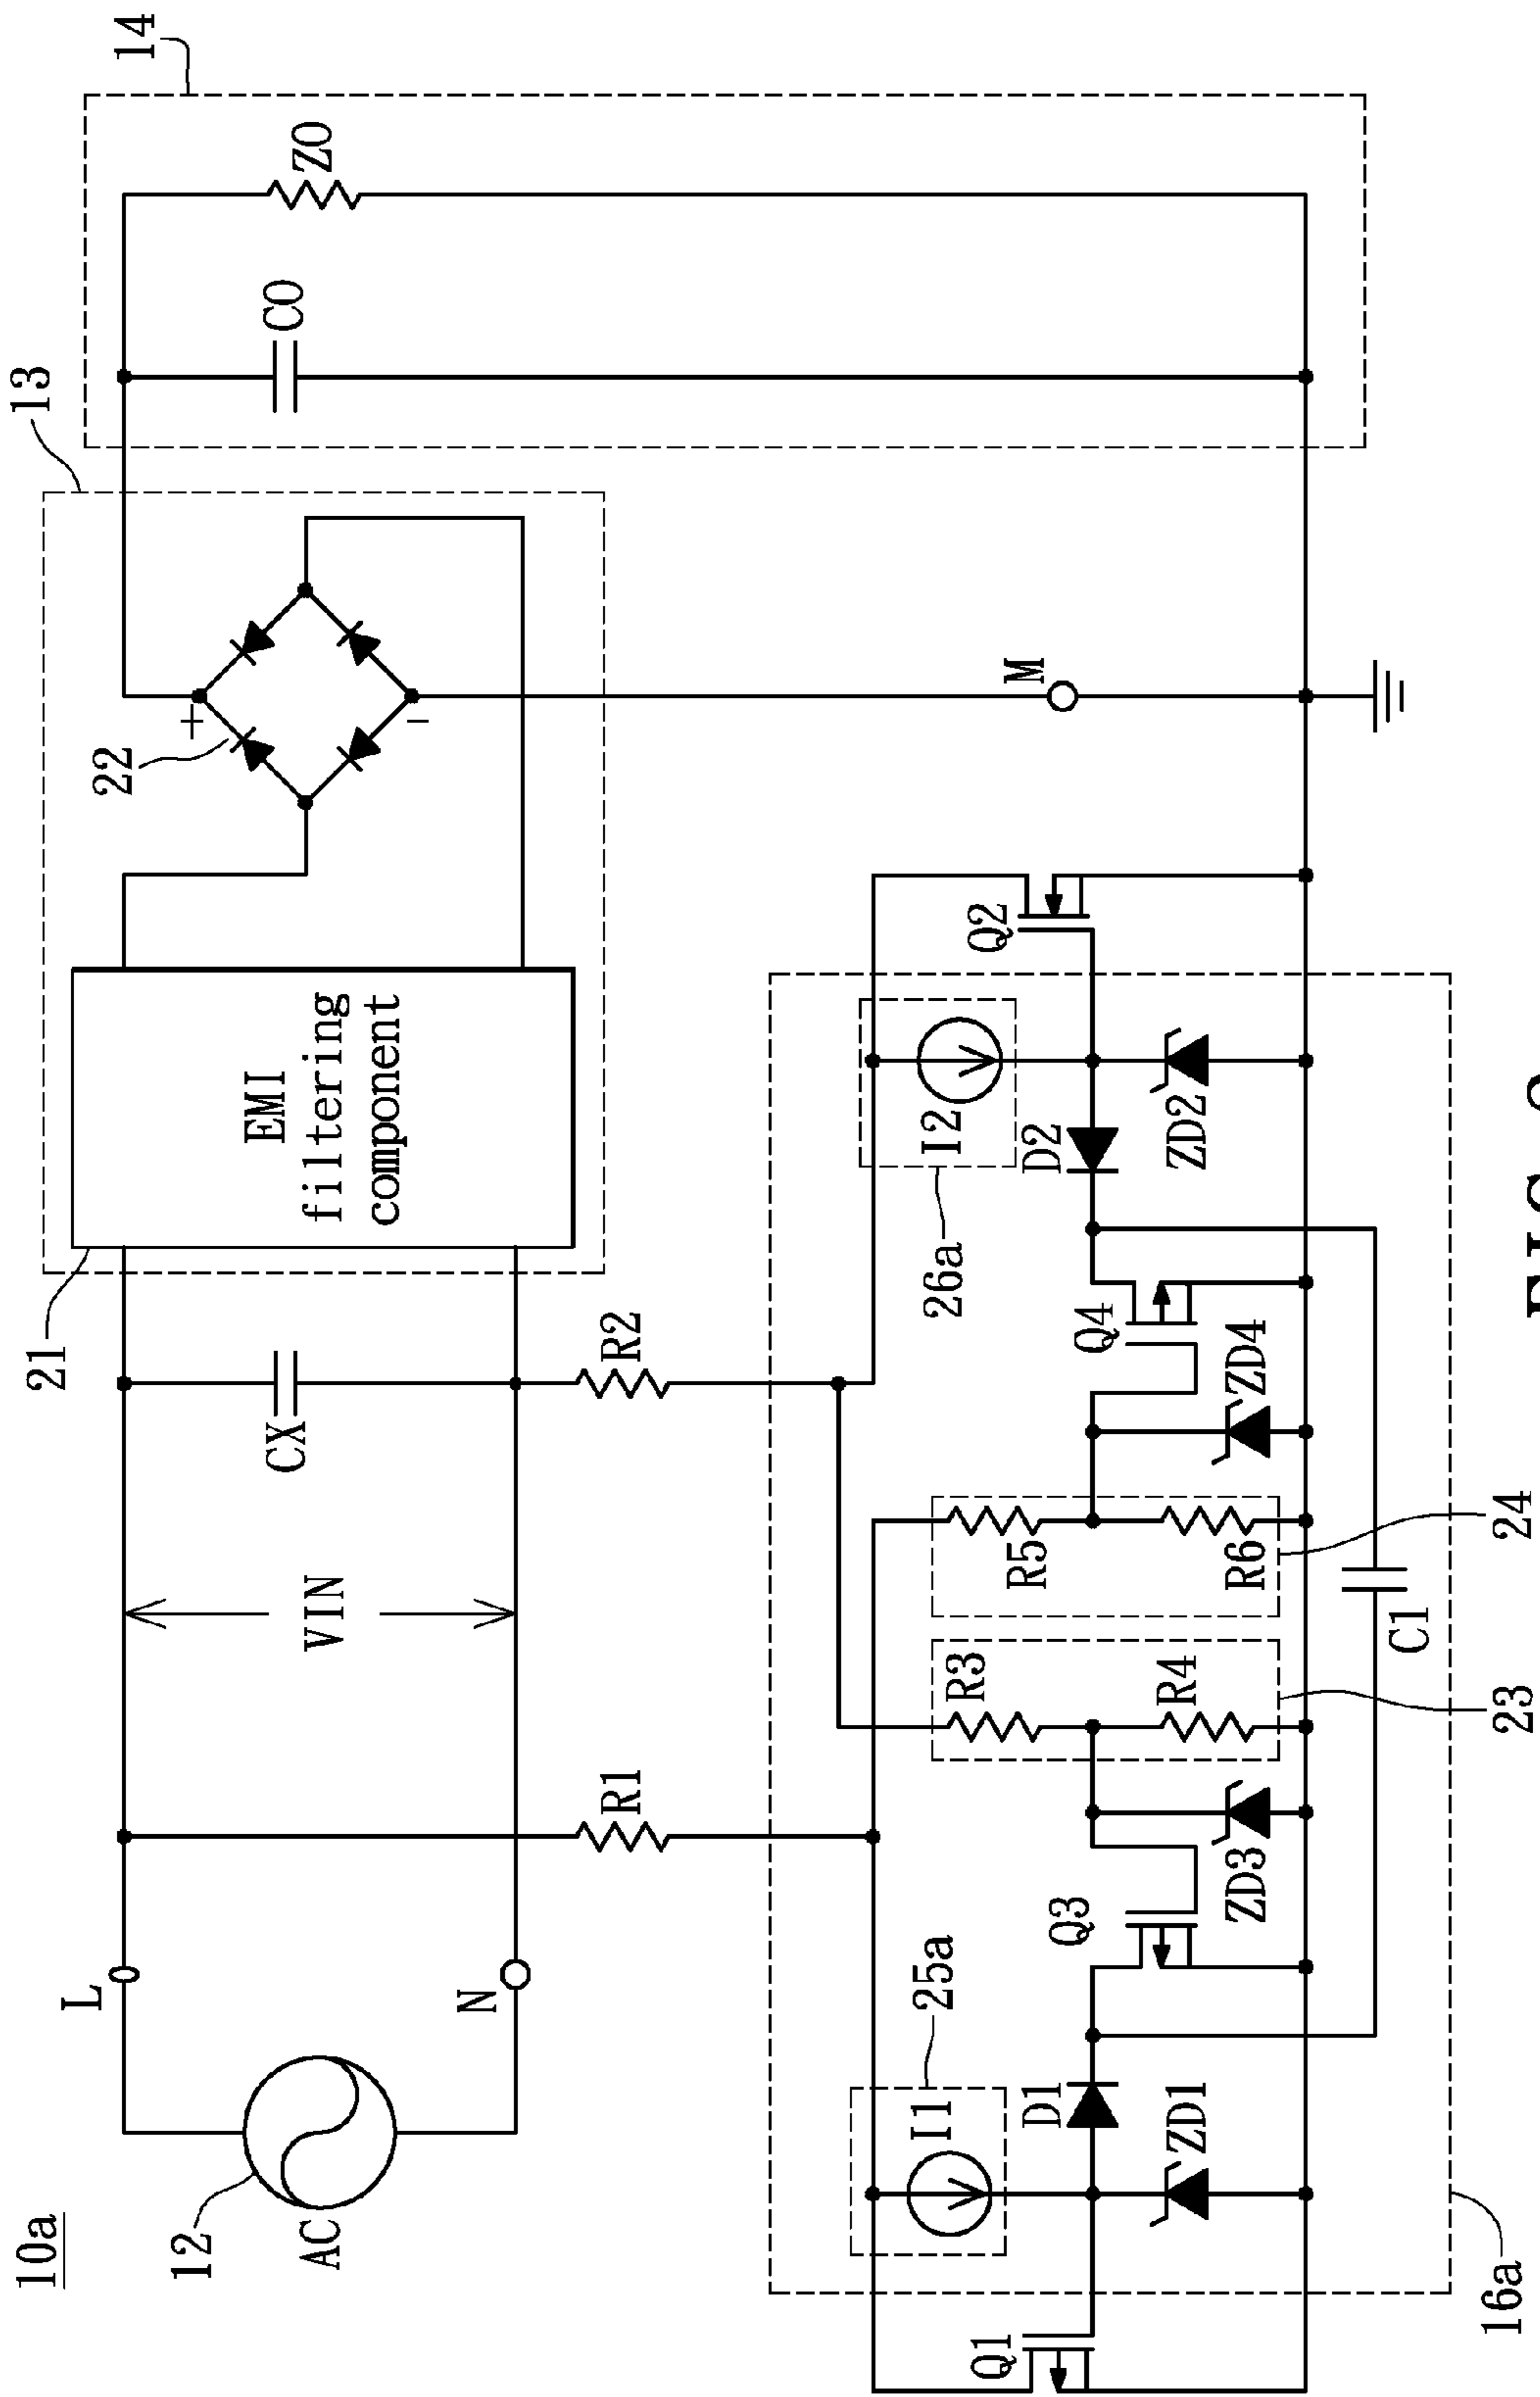 10a
14
13
L
12
AC
N
VIN
CX
21
EMI
filtering
component
22
+
-
CO
ZO
R1
R2
M
25a
I1
Q1
D1
ZD1
Q3
ZD3
R3
R4
R5
R6
Q4
ZD4
26a
I2
D2
ZD2
Q2
C1
23
24
16a